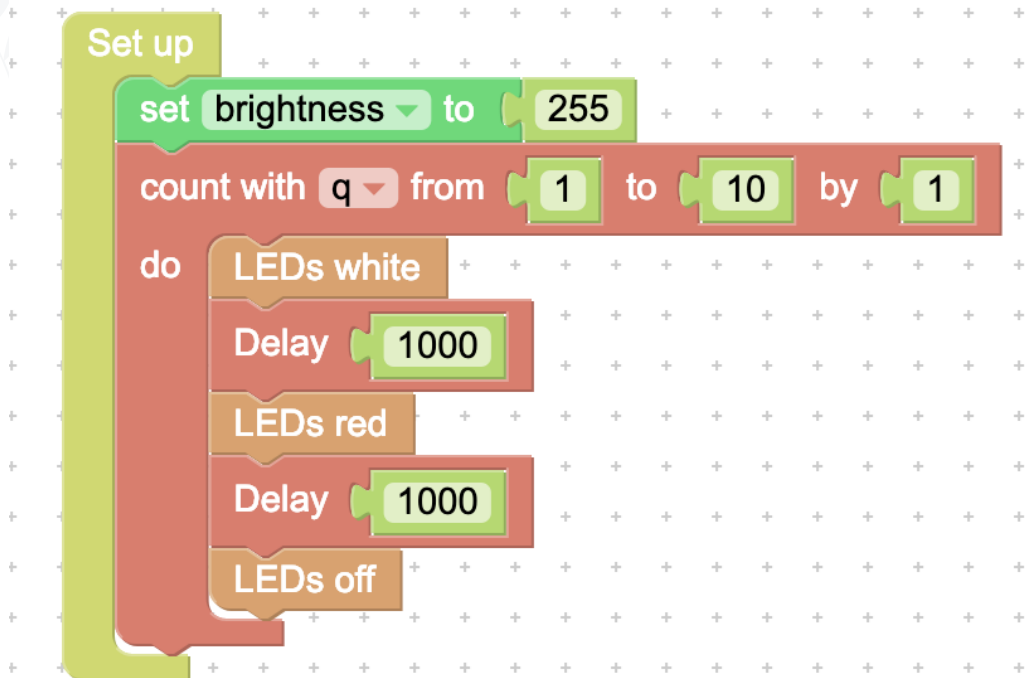 Set up
set brightness to 255
count with q from 1 to 10 by 1
do LEDs white
Delay 1000
LEDs red
Delay 1000
LEDs off